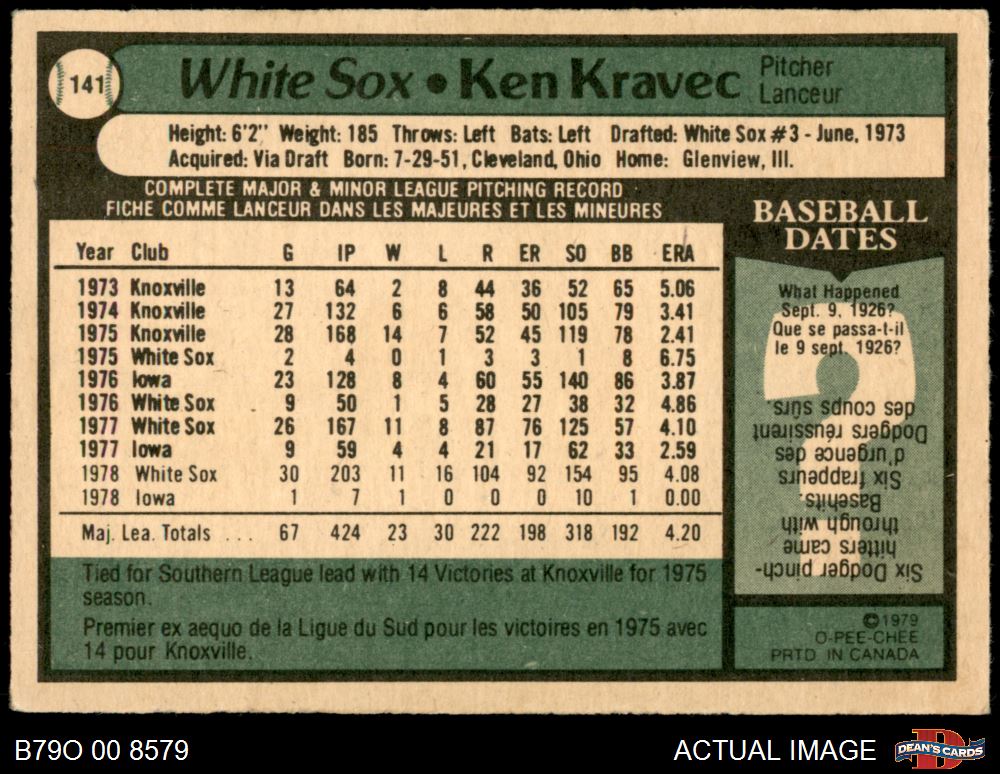 141
White Sox • Ken Kravec
Pitcher
Lanceur
Height: 6'2" Weight: 185 Throws: Left Bats: Left Drafted: White Sox #3 - June, 1973
Acquired: Via Draft Born: 7-29-51, Cleveland, Ohio Home: Glenview, Ill.
COMPLETE MAJOR & MINOR LEAGUE PITCHING RECORD
FICHE COMME LANCEUR DANS LES MAJEURES ET LES MINEURES
Year Club G IP W L R ER SO BB ERA
1973 Knoxville 13 64 2 8 44 36 52 65 5.06
1974 Knoxville 27 132 6 6 58 50 105 79 3.41
1975 Knoxville 28 168 14 7 52 45 119 78 2.41
1975 White Sox 2 4 0 1 3 3 1 8 6.75
1976 Iowa 23 128 8 4 60 55 140 86 3.87
1976 White Sox 9 50 1 5 28 27 38 32 4.86
1977 White Sox 26 167 11 8 87 76 125 57 4.10
1977 Iowa 9 59 4 4 21 17 62 33 2.59
1978 White Sox 30 203 11 16 104 92 154 95 4.08
1978 Iowa 1 7 1 0 0 0 10 1 0.00
Maj. Lea. Totals ... 67 424 23 30 222 198 318 192 4.20
Tied for Southern League lead with 14 Victories at Knoxville for 1975
season.
Premier ex aequo de la Ligue du Sud pour les victoires en 1975 avec
14 pour Knoxville.
BASEBALL
DATES
What Happened
Sept. 9, 1926?
Que se passa-t-il
le 9 sept. 1926?
Six Dodger pinch-
hitters came
through with
Basehits.
Six frappeurs
d'urgence des
Dodgers réussirent
des coups sûrs.
©1979
O-PEE-CHEE
PRTD IN CANADA
B79O 00 8579
ACTUAL IMAGE
DEAN'S CARDS